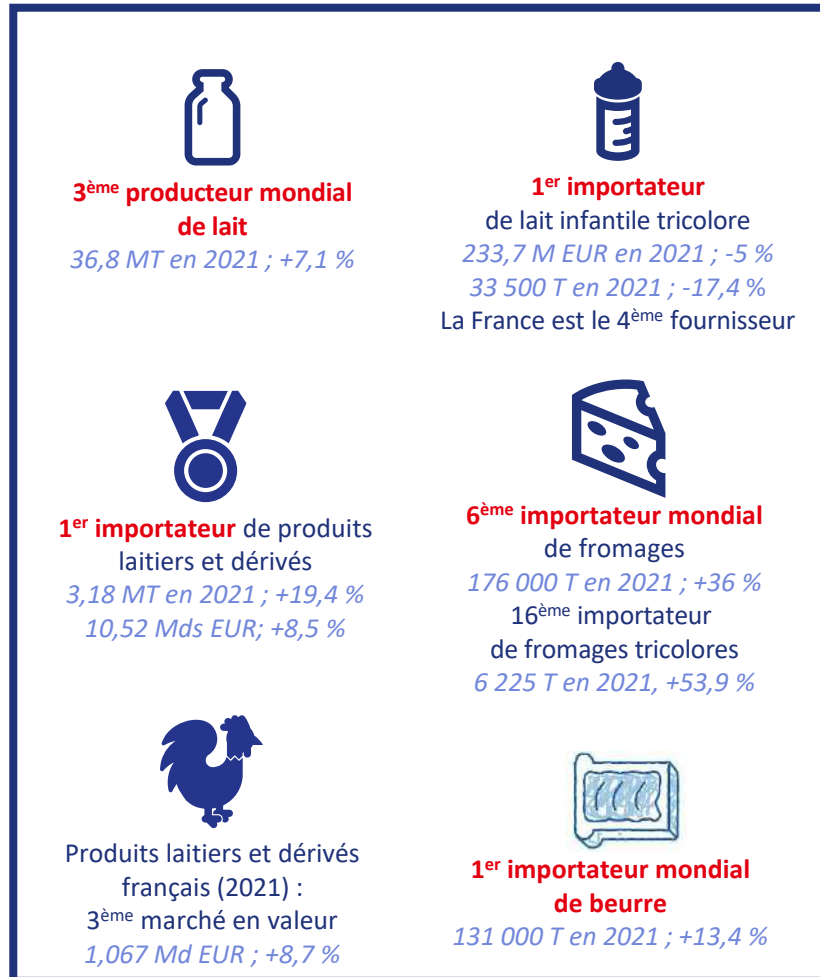 3ème producteur mondial
de lait
36,8 MT en 2021 ; +7,1 %
1er importateur
de lait infantile tricolore
233,7 M EUR en 2021 ; -5 %
33 500 T en 2021 ; -17,4 %
La France est le 4ème fournisseur
1er importateur de produits
laitiers et dérivés
3,18 MT en 2021 ; +19,4 %
10,52 Mds EUR; +8,5 %
6ème importateur mondial
de fromages
176 000 T en 2021 ; +36 %
16ème importateur
de fromages tricolores
6 225 T en 2021, +53,9 %
Produits laitiers et dérivés
français (2021) :
3ème marché en valeur
1,067 Md EUR ; +8,7 %
1er importateur mondial
de beurre
131 000 T en 2021 ; +13,4 %